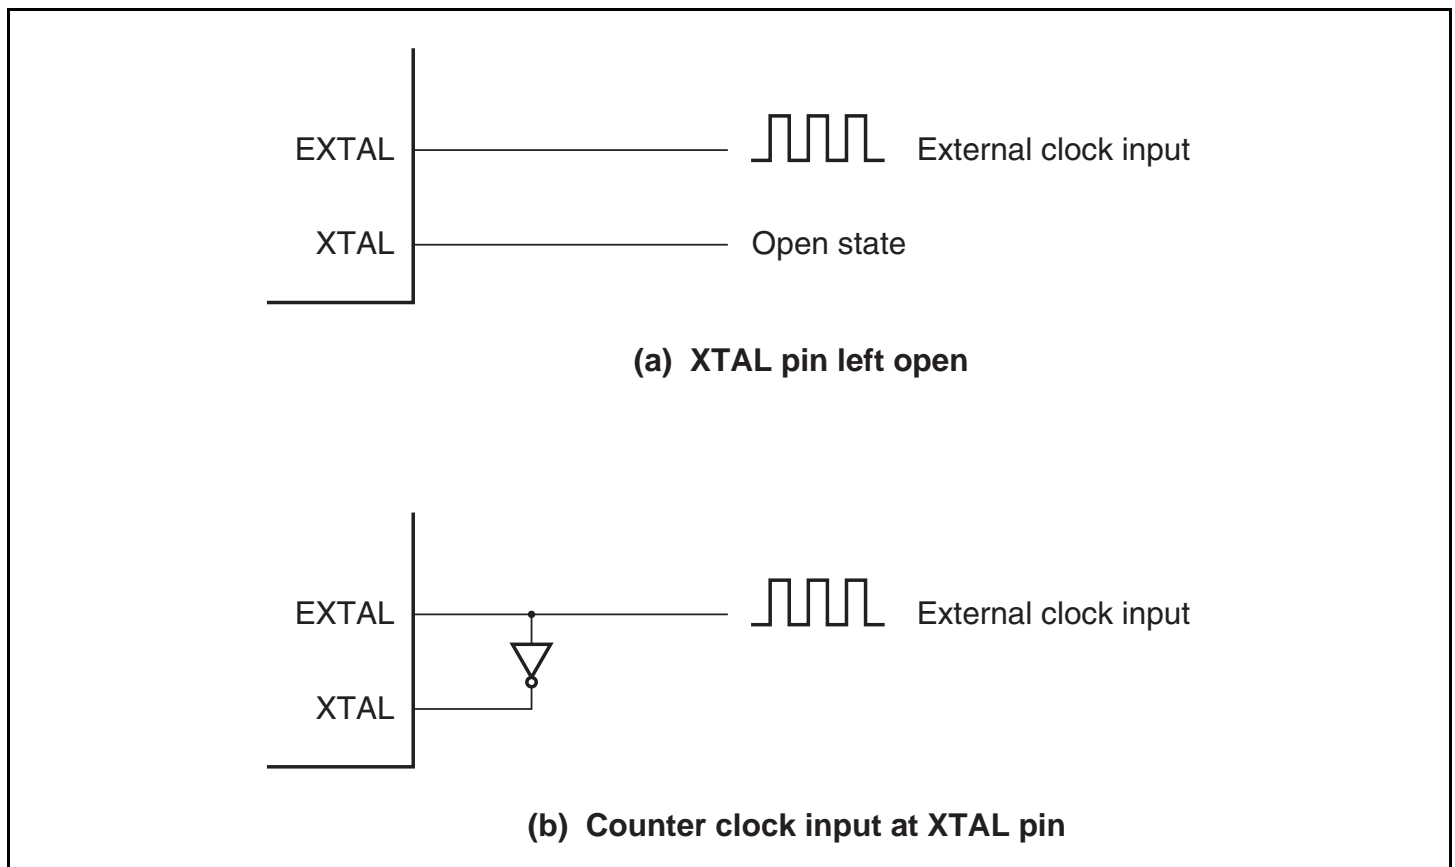 EXTAL
External clock input
XTAL
Open state
(a) XTAL pin left open
EXTAL
External clock input
XTAL
(b) Counter clock input at XTAL pin